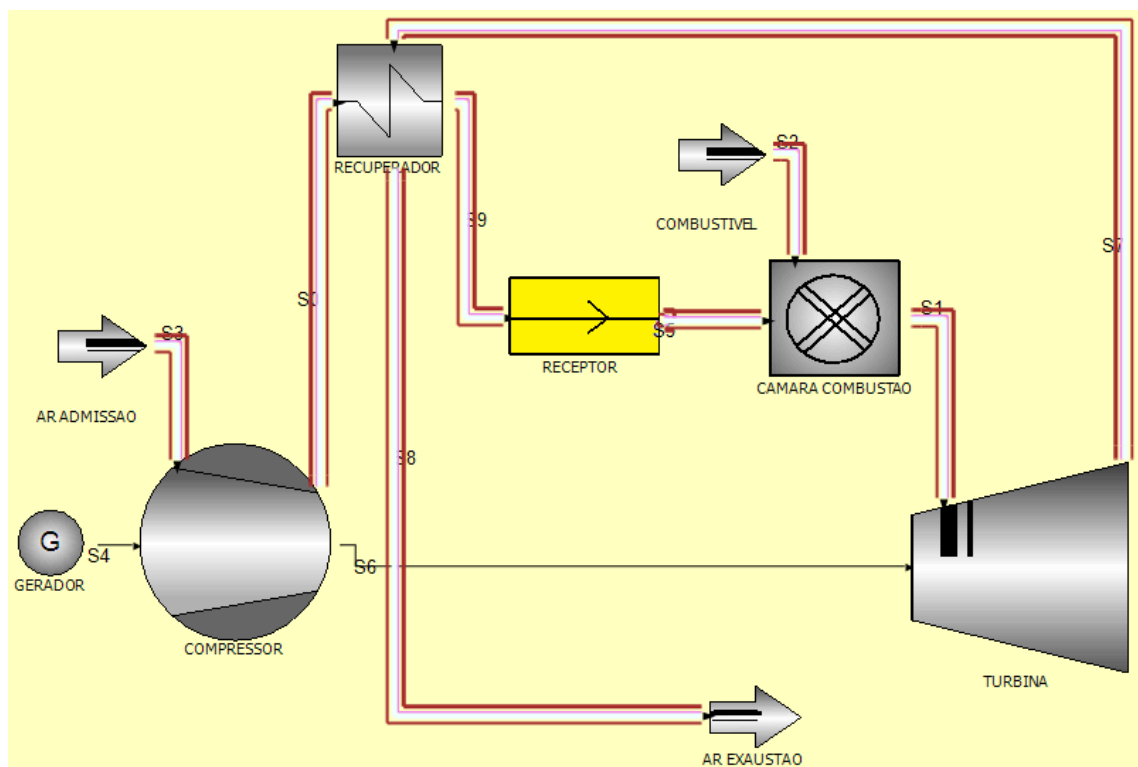 RECUPERADOR
S2
COMBUSTIVEL
S9
S7
S1
S3
S5
RECEPTOR
CAMARA COMBUSTAO
AR ADMISSAO
S8
G
S4
GERADOR
S6
COMPRESSOR
TURBINA
AR EXAUSTAO